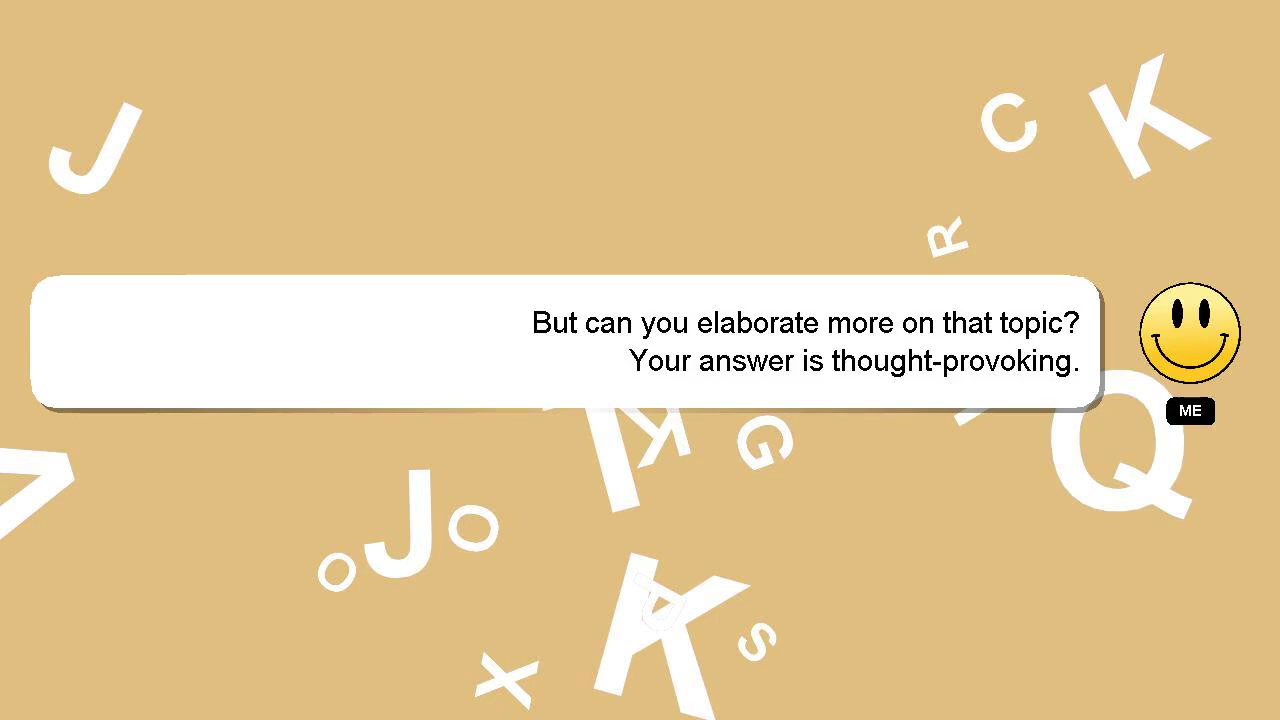 J
C
K
R
But can you elaborate more on that topic?
Your answer is thought-provoking.
ME
K
G
Q
J
O
O
K
S
X